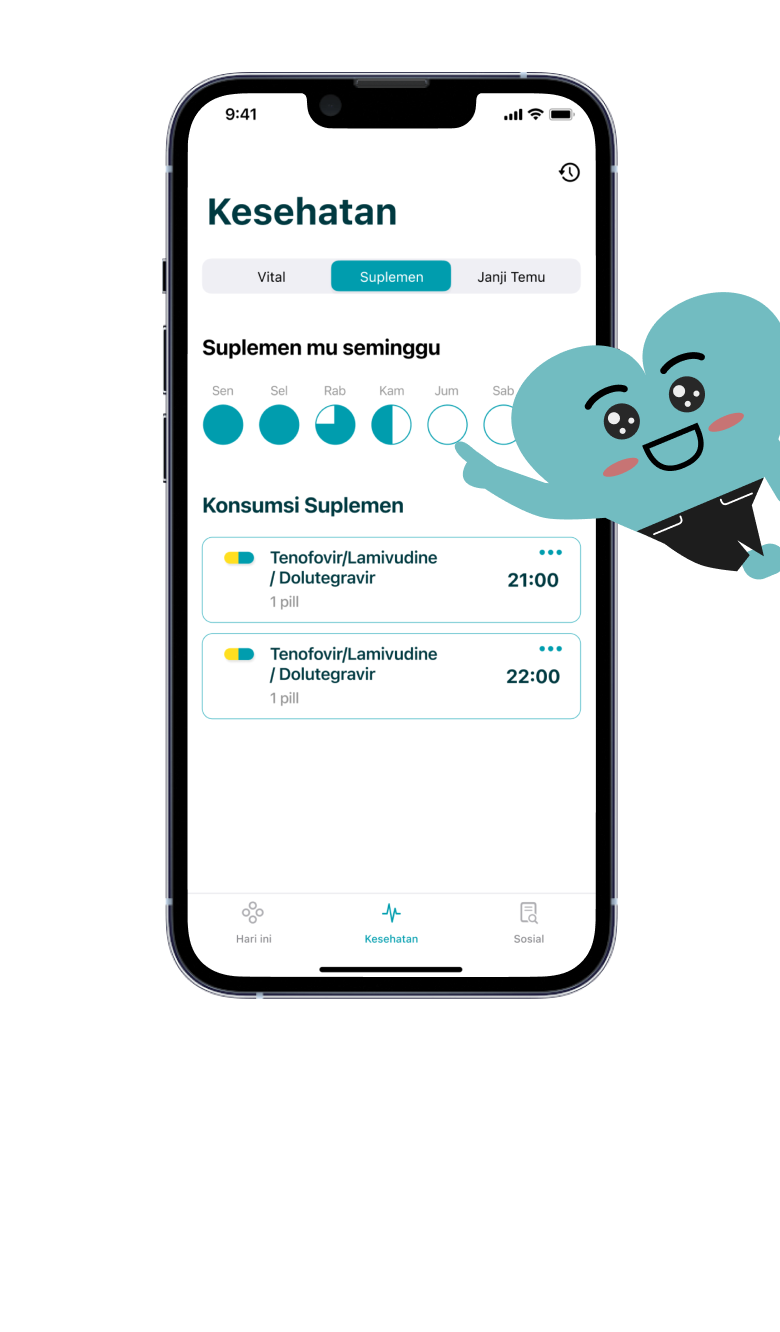 9:41
Kesehatan
Vital Suplemen Janji Temu
Suplemen mu seminggu
Sen Sel Rab Kam Jum Sab
Konsumsi Suplemen
Tenofovir/Lamivudine
/ Dolutegravir
21:00
1 pill
Tenofovir/Lamivudine
/ Dolutegravir
22:00
1 pill
Hari ini Kesehatan Sosial